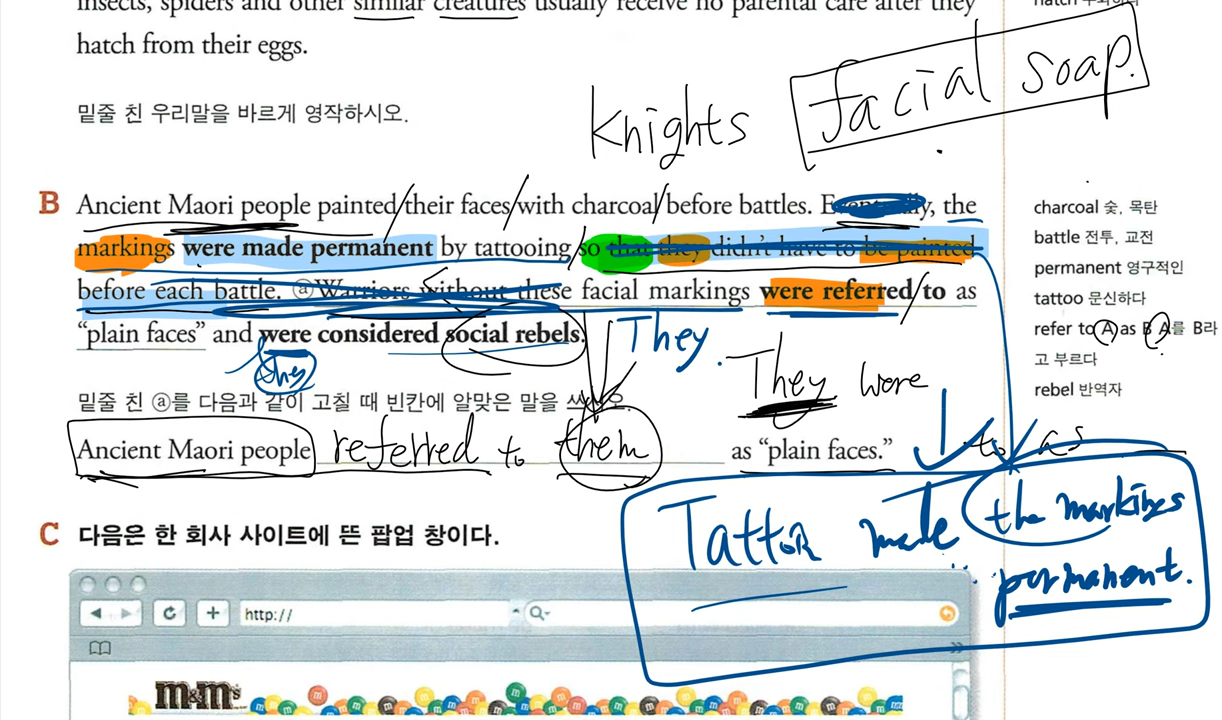 insects, spiders and other similar creatures usually receive no parental care after they
hatch from their eggs.
밑줄 친 우리말을 바르게 영작하시오.
Knights facial soap.
B Ancient Maori people painted/their faces/with charcoal/before battles. Eventually, the
markings were made permanent by tattooing/so that they didn't have to be painted
before each battle. ⓐWarriors without these facial markings were referred/to as
"plain faces" and were considered social rebels.
They.
They were
to as
밑줄 친 ⓐ를 다음과 같이 고칠 때 빈칸에 알맞은 말을 쓰시오.
Ancient Maori people referred to them as "plain faces."
made the markings
permanent.
charcoal 숯, 목탄
battle 전투, 교전
permanent 영구적인
tattoo 문신하다
refer to A as B A를 B라
고 부르다
rebel 반역자
C 다음은 한 회사 사이트에 뜬 팝업 창이다.
http://
m&m's